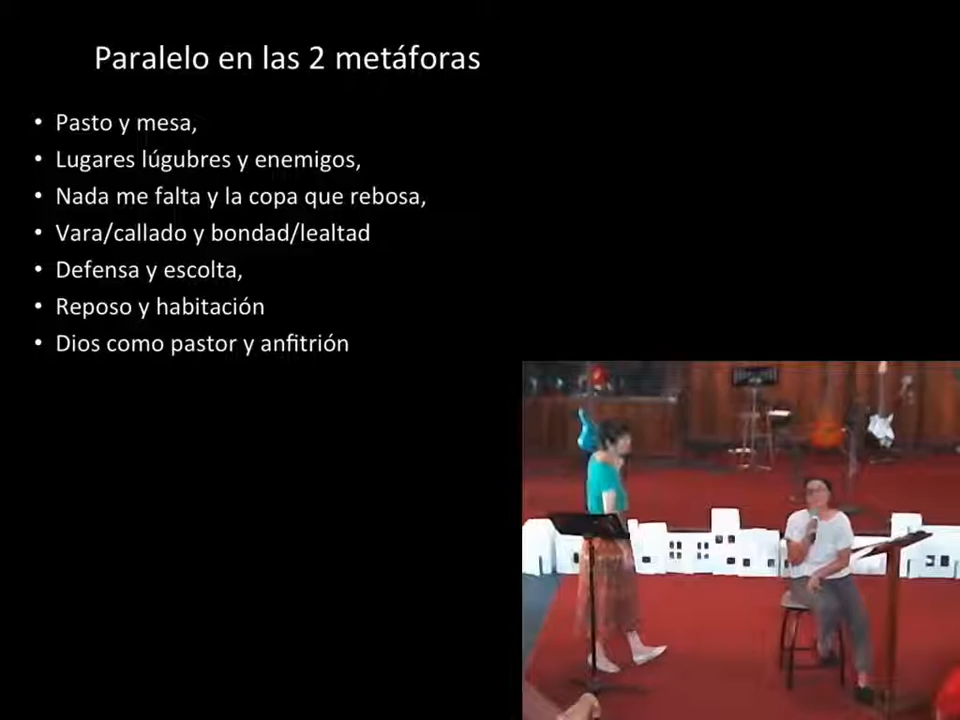 Paralelo en las 2 metáforas
• Pasto y mesa,
• Lugares lúgubres y enemigos,
• Nada me falta y la copa que rebosa,
• Vara/callado y bondad/lealtad
• Defensa y escolta,
• Reposo y habitación
• Dios como pastor y anfitrión